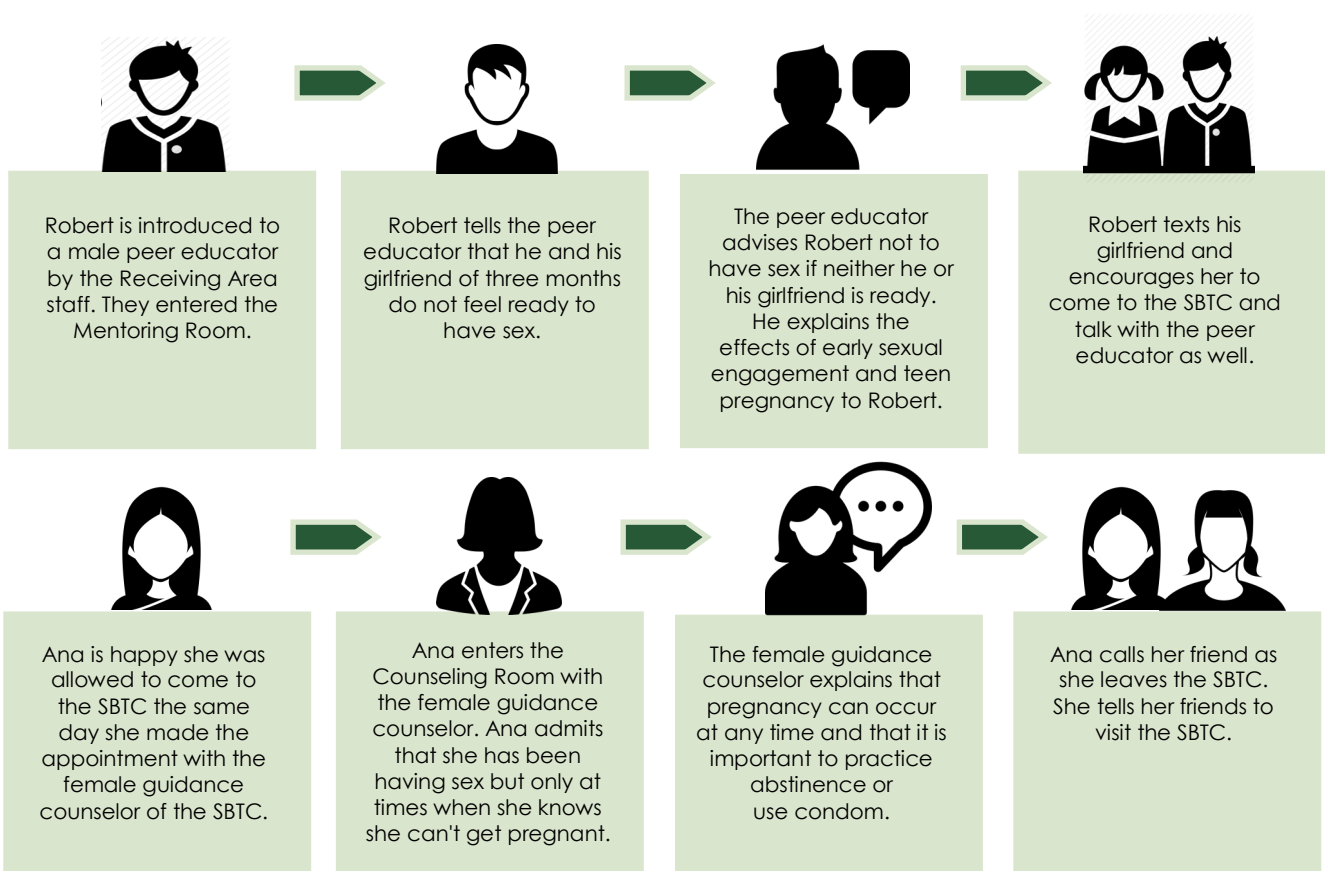 Robert is introduced to
a male peer educator
by the Receiving Area
staff. They entered the
Mentoring Room.
Robert tells the peer
educator that he and his
girlfriend of three months
do not feel ready to
have sex.
The peer educator
advises Robert not to
have sex if neither he or
his girlfriend is ready.
He explains the
effects of early sexual
engagement and teen
pregnancy to Robert.
Robert texts his
girlfriend and
encourages her to
come to the SBTC and
talk with the peer
educator as well.
Ana is happy she was
allowed to come to
the SBTC the same
day she made the
appointment with the
female guidance
counselor of the SBTC.
Ana enters the
Counseling Room with
the female guidance
counselor. Ana admits
that she has been
having sex but only at
times when she knows
she can't get pregnant.
The female guidance
counselor explains that
pregnancy can occur
at any time and that it is
important to practice
abstinence or
use condom.
Ana calls her friend as
she leaves the SBTC.
She tells her friends to
visit the SBTC.